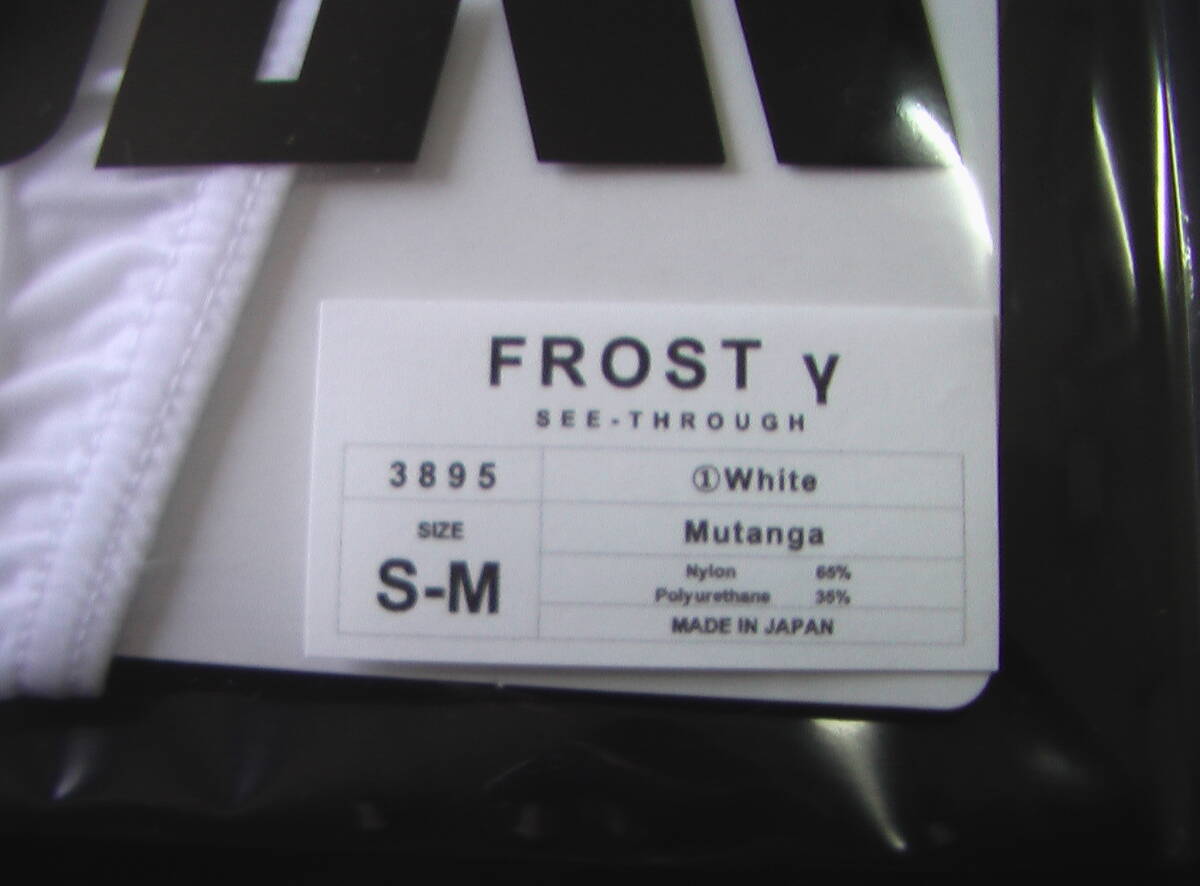 FROST γ
SEE-THROUGH
3895
①White
SIZE
S-M
Mutanga
Nylon 65%
Polyurethane 35%
MADE IN JAPAN